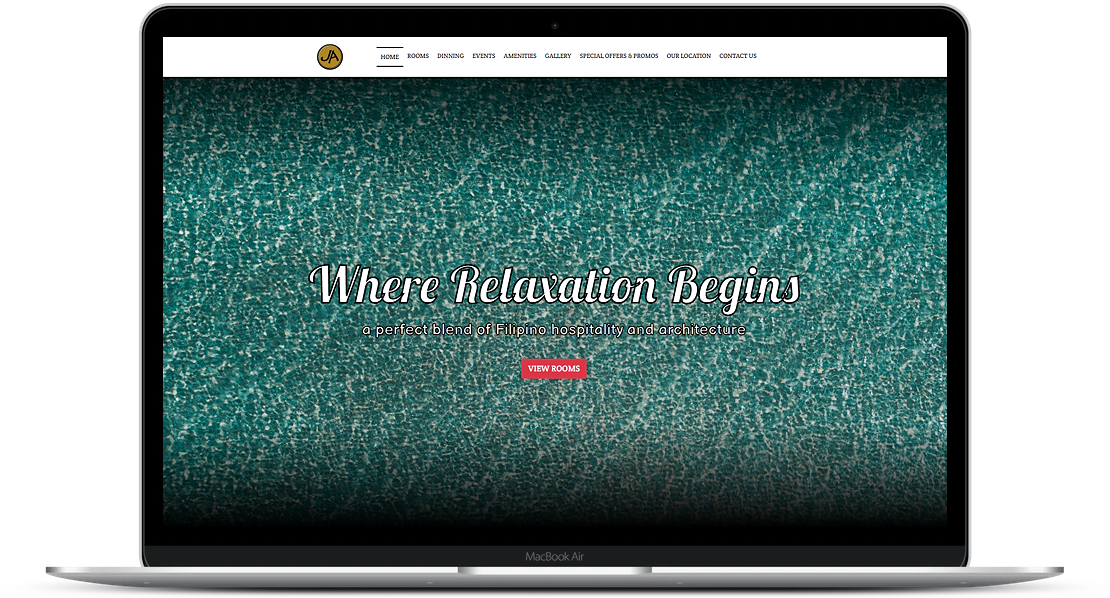 JA
HOME ROOMS DINNING EVENTS AMENITIES GALLERY SPECIAL OFFERS & PROMOS OUR LOCATION CONTACT US
Where Relaxation Begins
a perfect blend of Filipino hospitality and architecture
VIEW ROOMS
MacBook Air